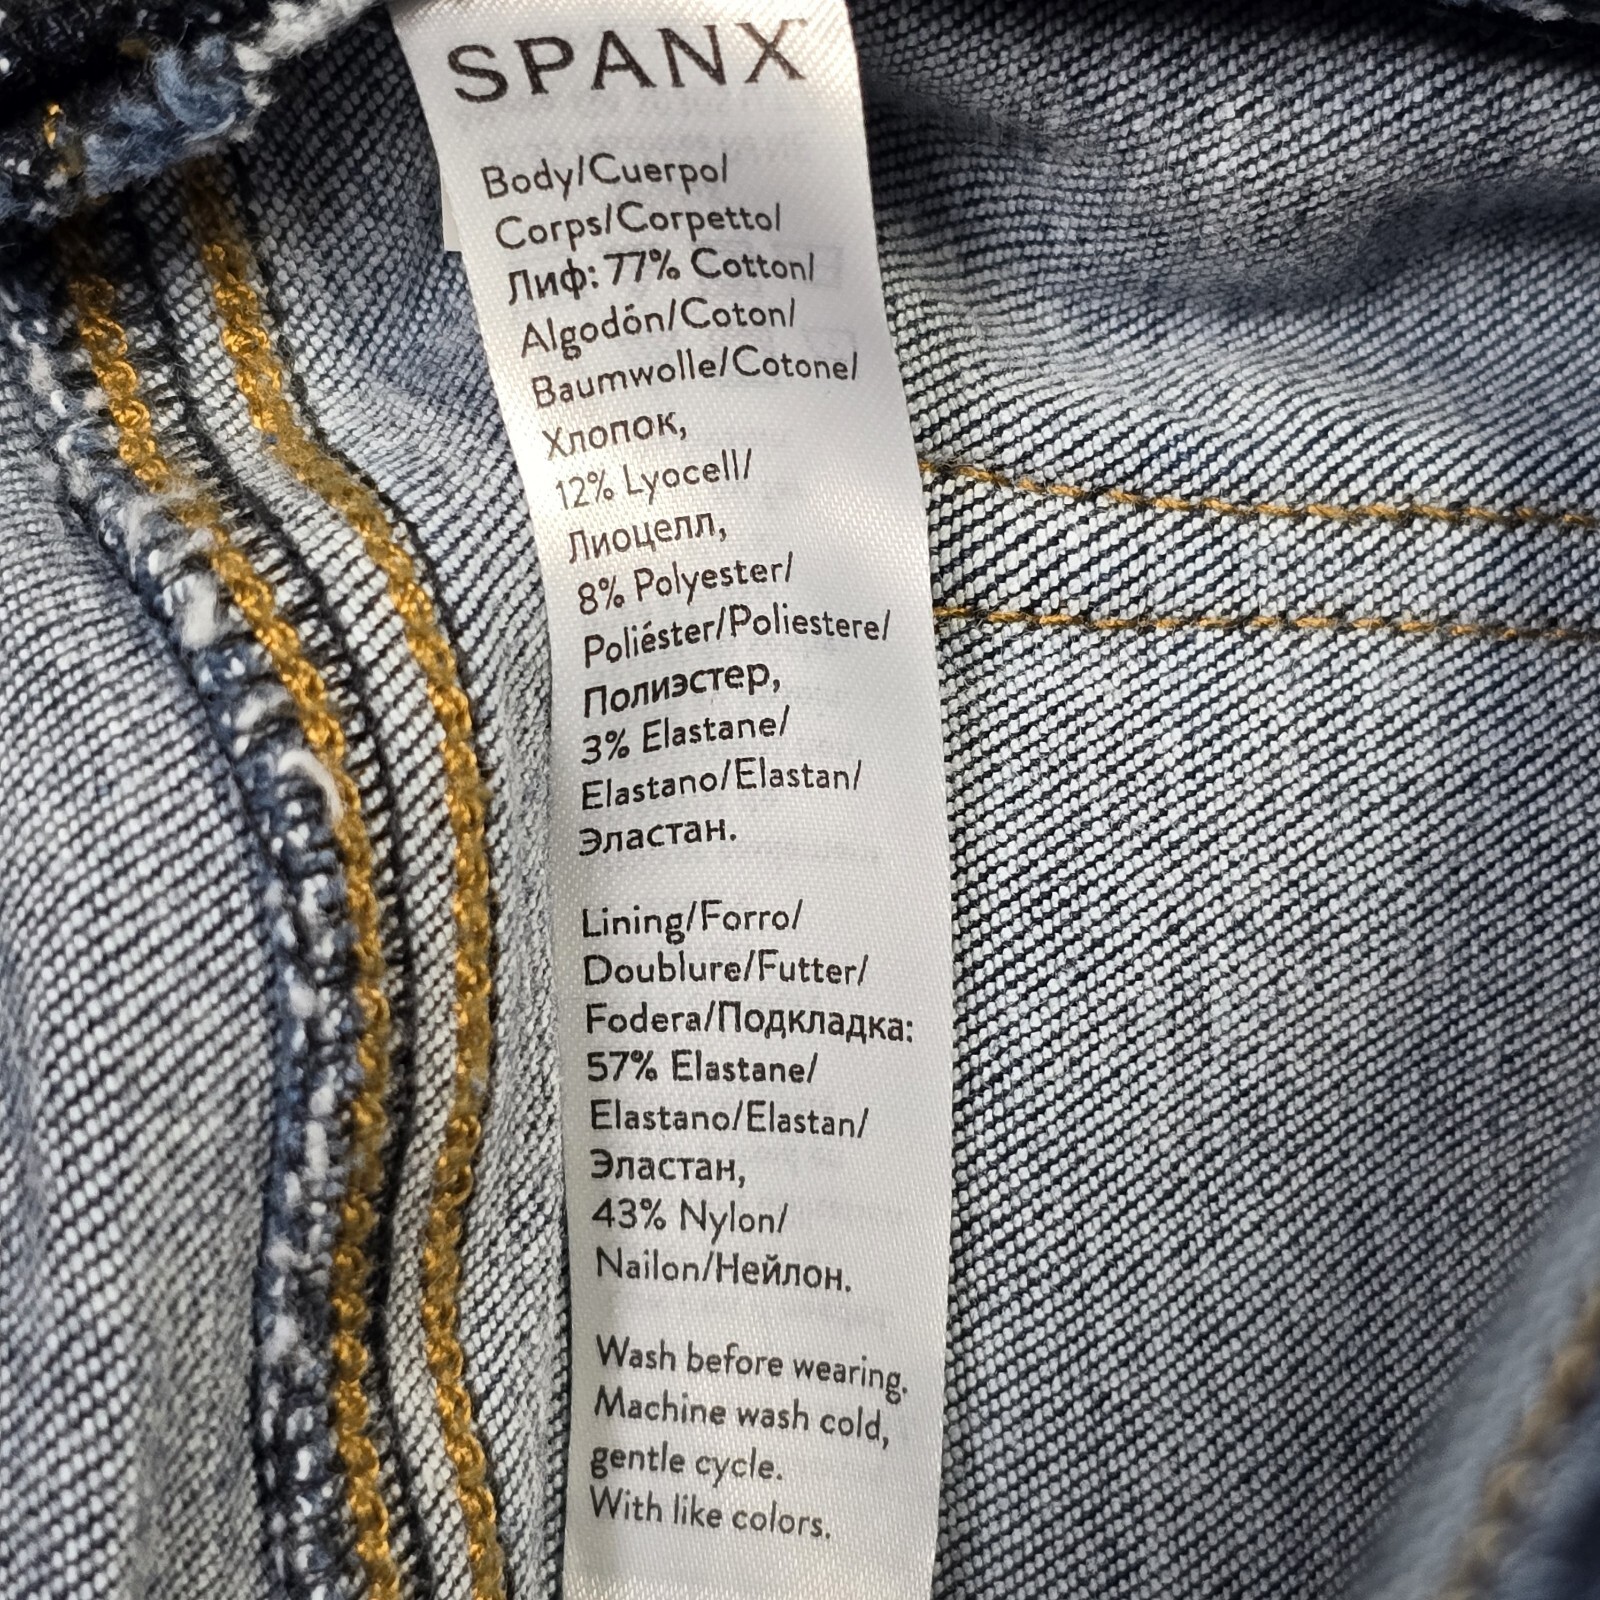 SPANX
Body/Cuerpo/
Corps/Corpetto/
Лиф: 77% Cotton/
Algodón/Coton/
Baumwolle/Cotone/
Хлопок,
12% Lyocell/
Лиоцелл,
8% Polyester/
Poliéster/Poliestere/
Полиэстер,
3% Elastane/
Elastano/Elastan/
Эластан.
Lining/Forro/
Doublure/Futter/
Fodera/Подкладка:
57% Elastane/
Elastano/Elastan/
Эластан,
43% Nylon/
Nailon/Нейлон.
Wash before wearing.
Machine wash cold,
gentle cycle.
With like colors.